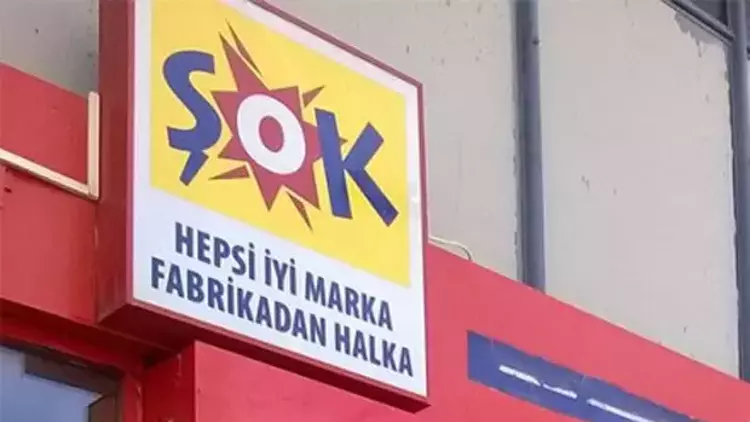 ŞOK
HEPSİ İYİ MARKA
FABRİKADAN HALKA